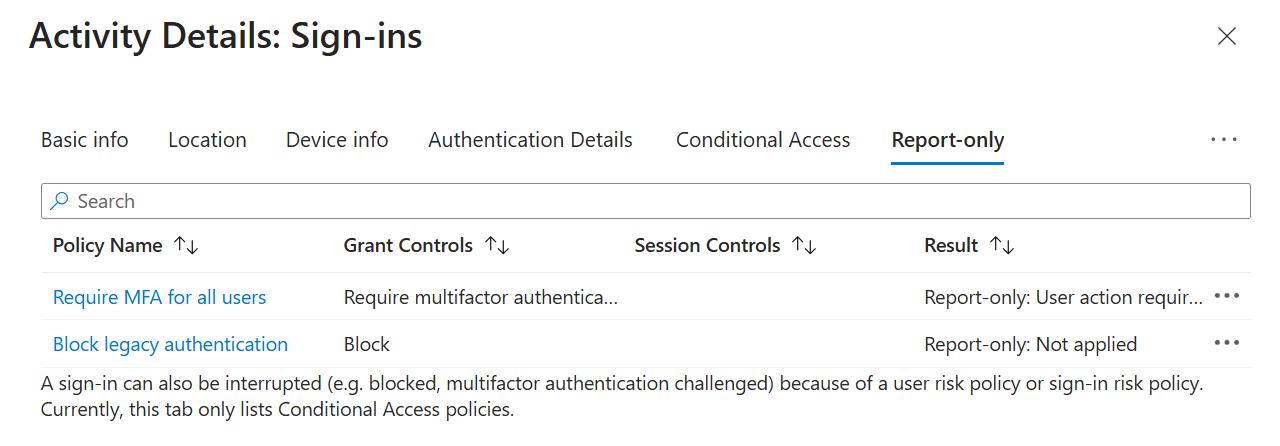 Activity Details: Sign-ins
Basic info Location Device info Authentication Details Conditional Access Report-only
Search
Policy Name Grant Controls Session Controls Result
Require MFA for all users Require multifactor authentica... Report-only: User action requir...
Block legacy authentication Block Report-only: Not applied
A sign-in can also be interrupted (e.g. blocked, multifactor authentication challenged) because of a user risk policy or sign-in risk policy.
Currently, this tab only lists Conditional Access policies.